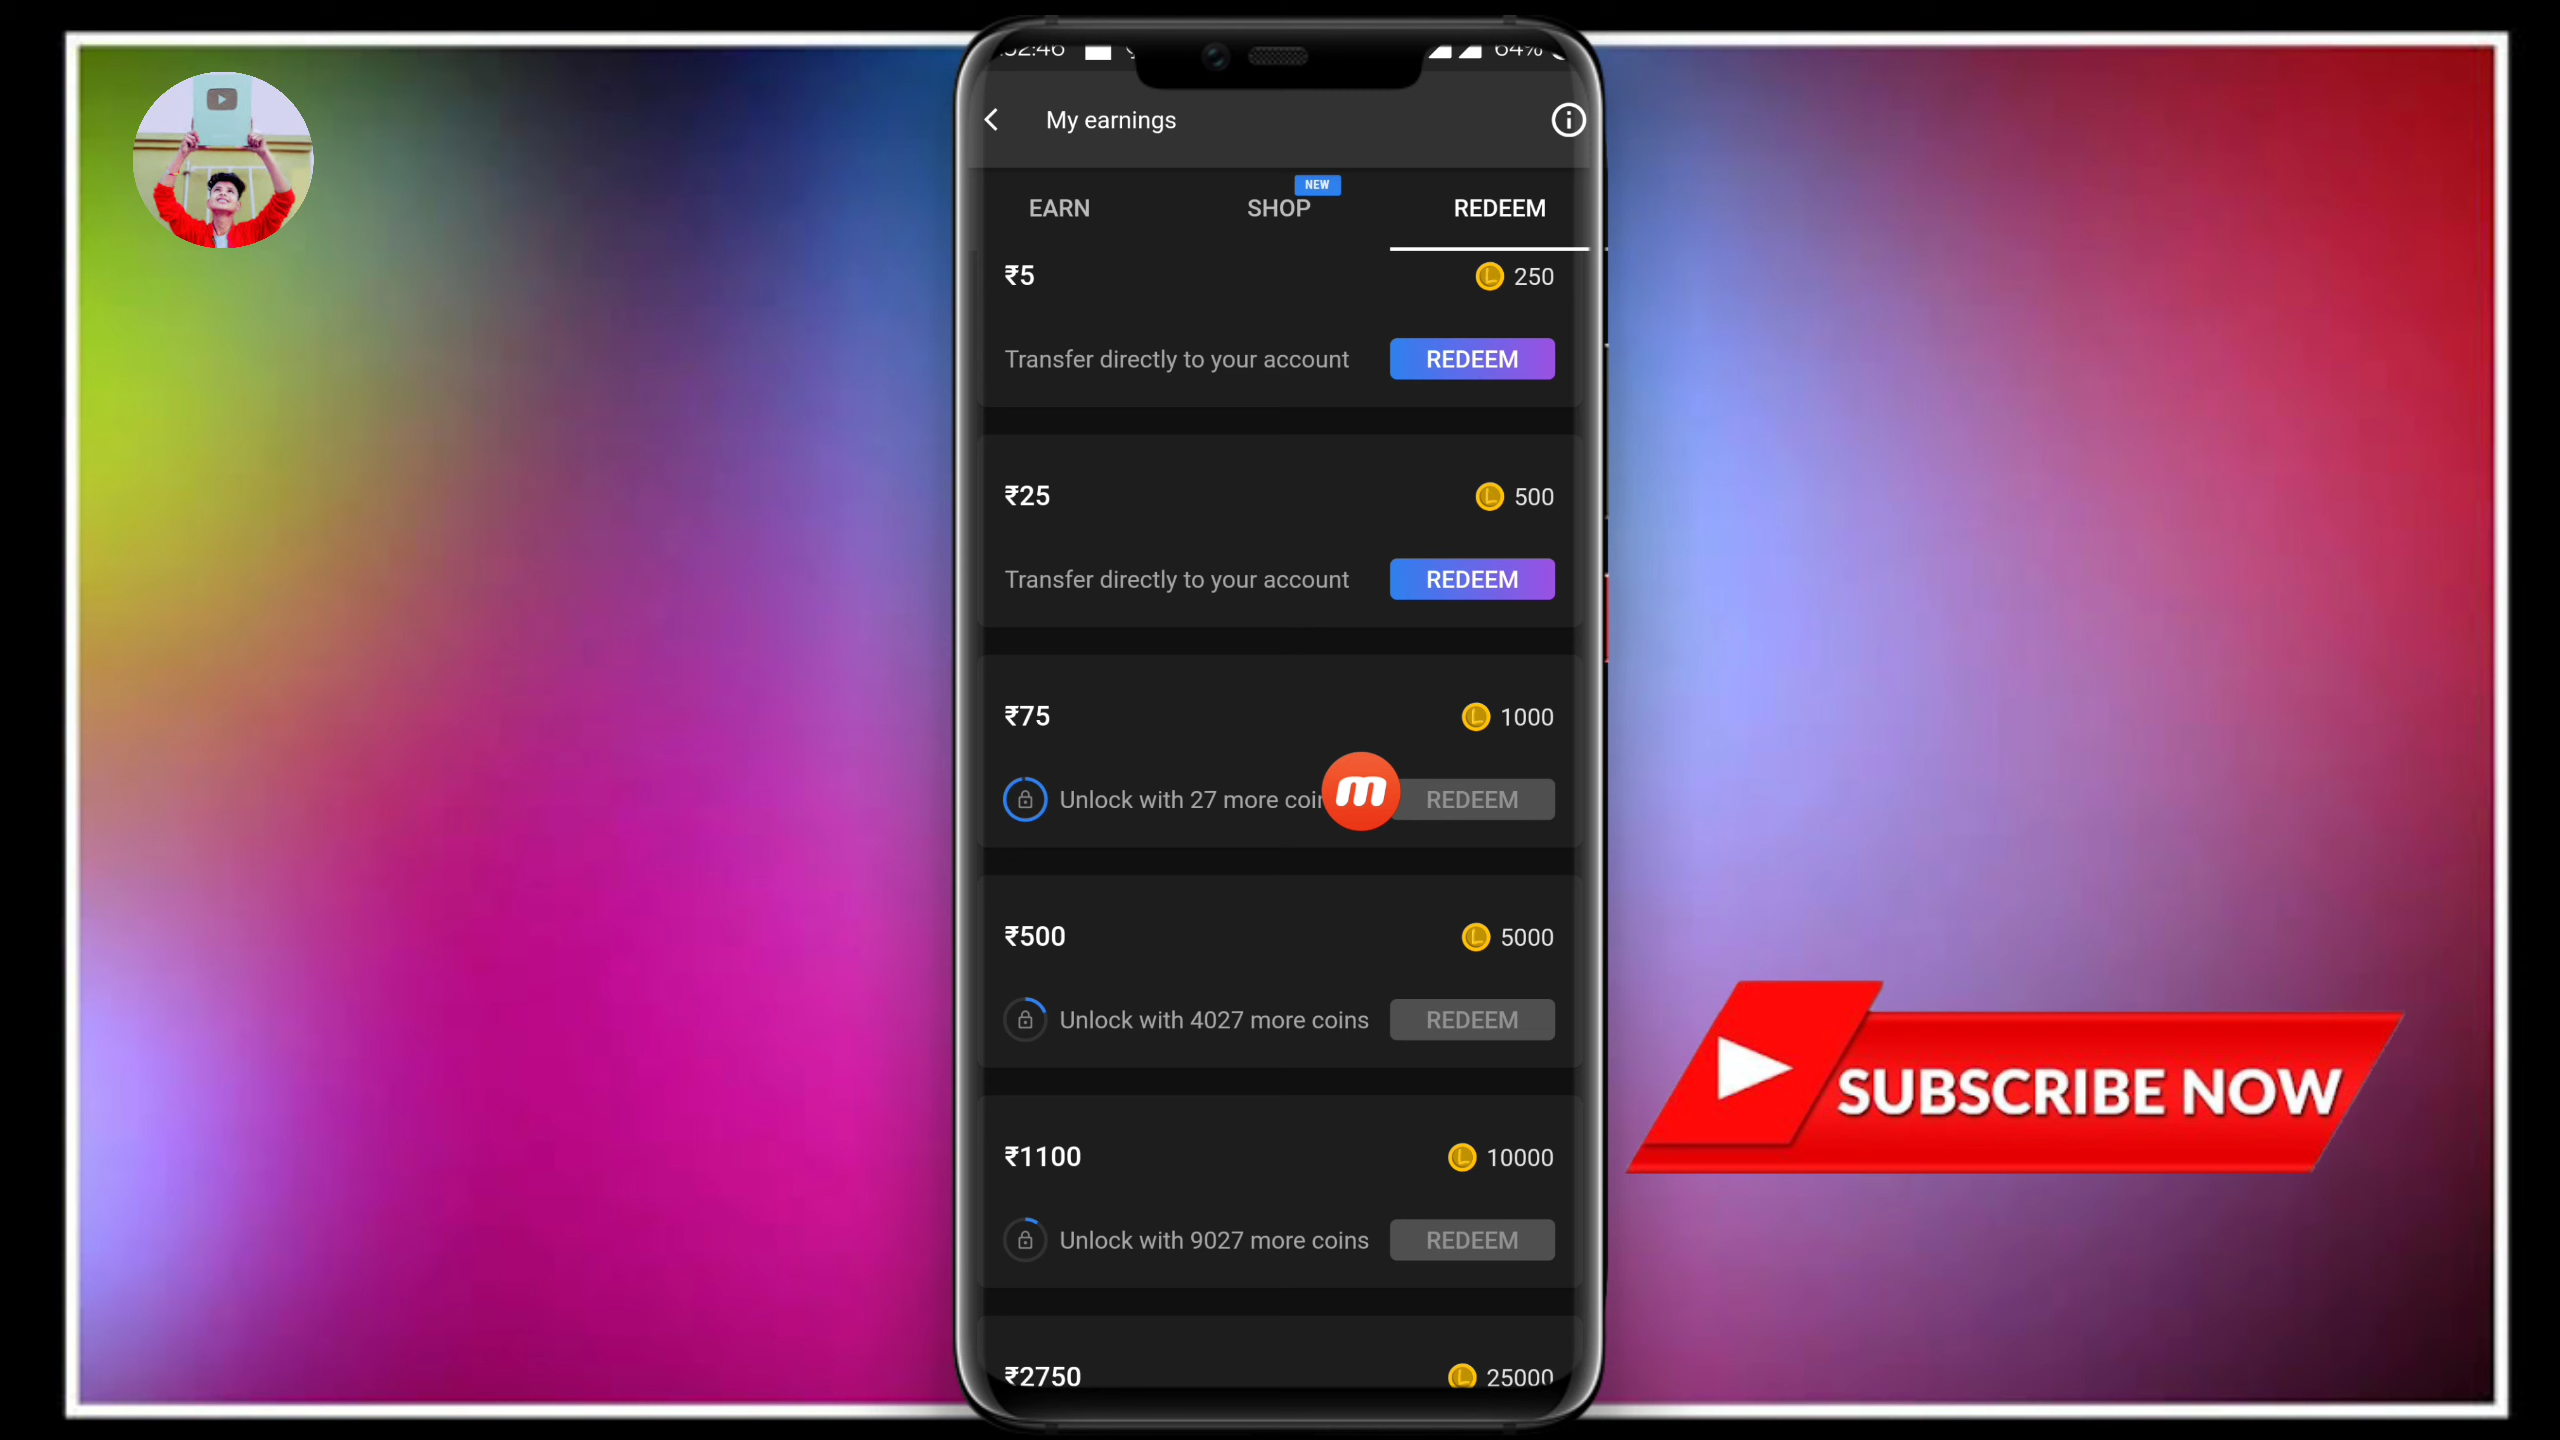 My earnings
EARN
SHOP
NEW
REDEEM
₹5
250
Transfer directly to your account
REDEEM
₹25
500
Transfer directly to your account
REDEEM
₹75
1000
Unlock with 27 more
REDEEM
₹500
5000
Unlock with 4027 more coins
REDEEM
₹1100
10000
Unlock with 9027 more coins
REDEEM
₹2750
25000
SUBSCRIBE NOW
m
64%